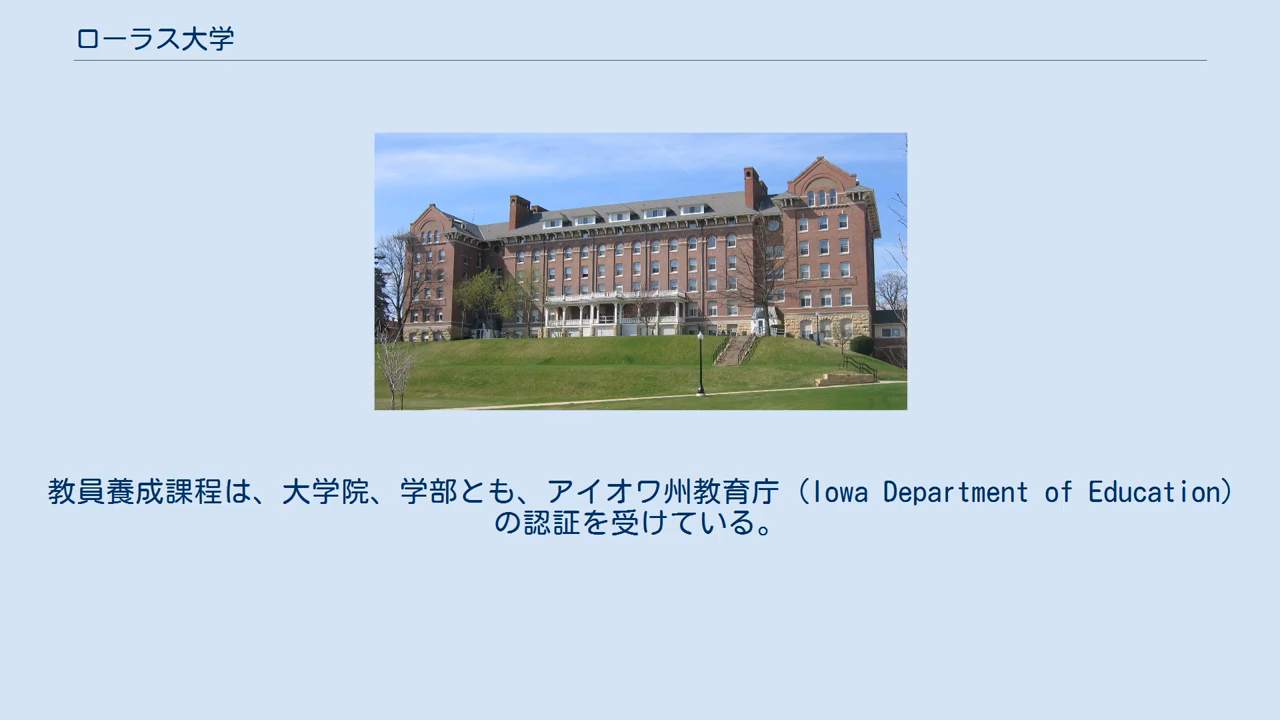 ローラス大学
教員養成課程は、大学院、学部とも、アイオワ州教育庁（Iowa Department of Education）
の認証を受けている。